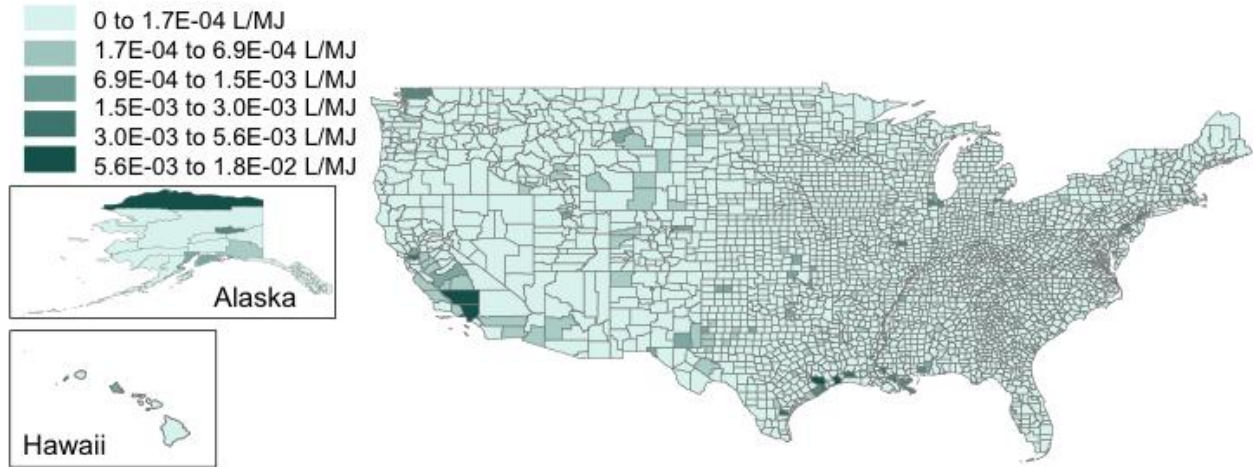 0 to 1.7E-04 L/MJ
1.7E-04 to 6.9E-04 L/MJ
6.9E-04 to 1.5E-03 L/MJ
1.5E-03 to 3.0E-03 L/MJ
3.0E-03 to 5.6E-03 L/MJ
5.6E-03 to 1.8E-02 L/MJ
Alaska
Hawaii